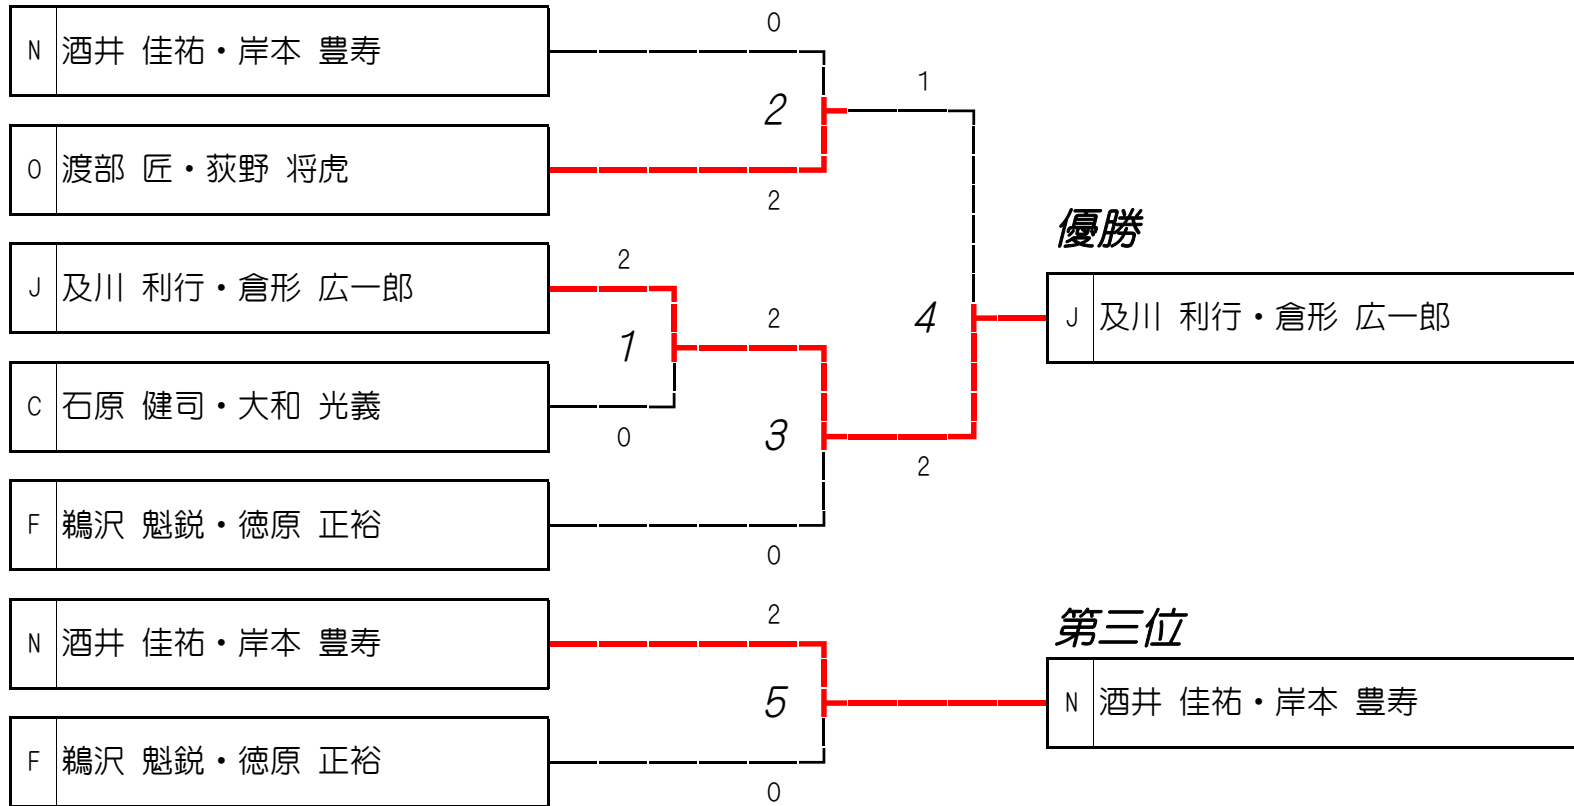 0
N 酒井 佳祐・岸本 豊寿
1
2
O 渡部 匠・荻野 将虎
2
優勝
2
J 及川 利行・倉形 広一郎
2
4
J 及川 利行・倉形 広一郎
1
C 石原 健司・大和 光義
3
0
2
F 鵜沢 魁鋭・徳原 正裕
0
2
第三位
N 酒井 佳祐・岸本 豊寿
5
N 酒井 佳祐・岸本 豊寿
F 鵜沢 魁鋭・徳原 正裕
0